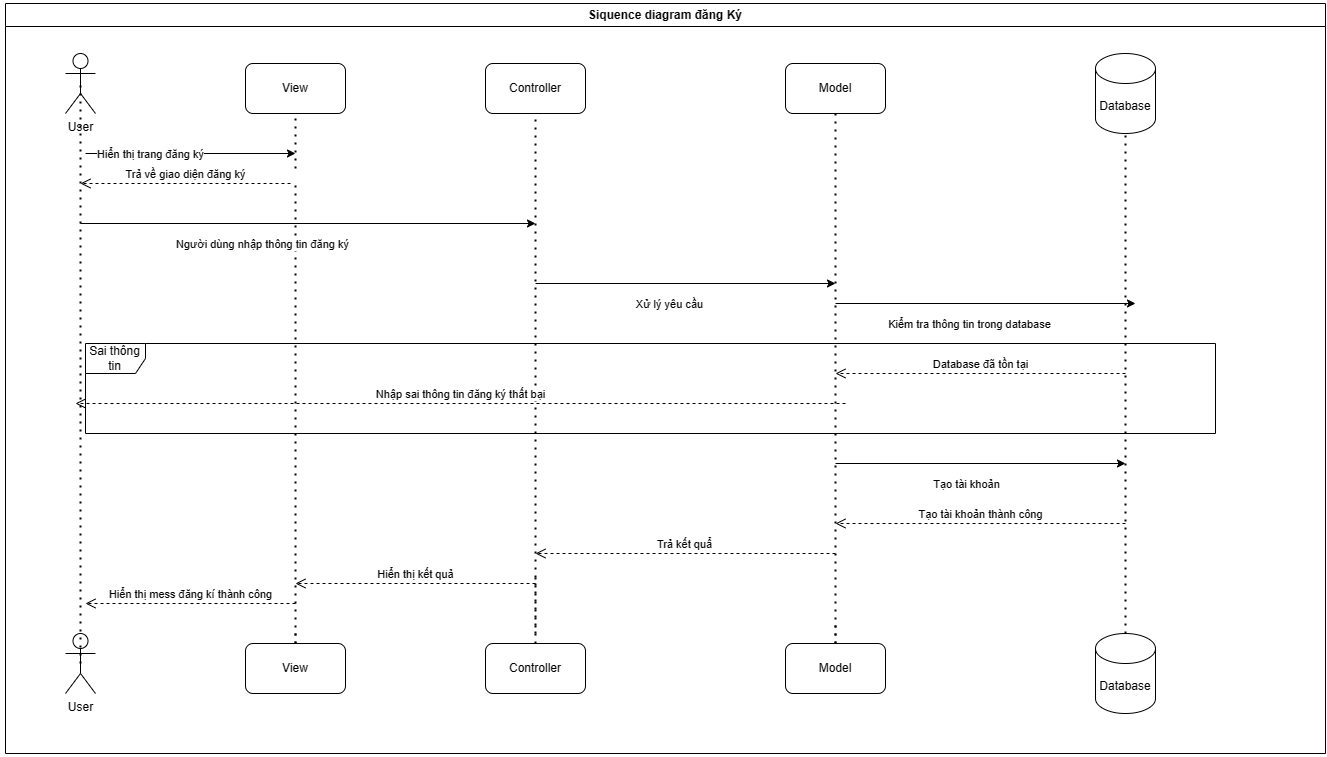 Siquence diagram đăng Ký
View
Controller
Model
Database
User
Hiển thị trang đăng ký
Trả về giao diện đăng ký
Người dùng nhập thông tin đăng ký
Xử lý yêu cầu
Kiểm tra thông tin trong database
Sai thông
tin
Database đã tồn tại
Nhập sai thông tin đăng ký thất bại
Tạo tài khoản
Tạo tài khoản thành công
Trả kết quẩ
Hiển thị kết quả
Hiển thị mess đăng kí thành công
View
Controller
Model
Database
User